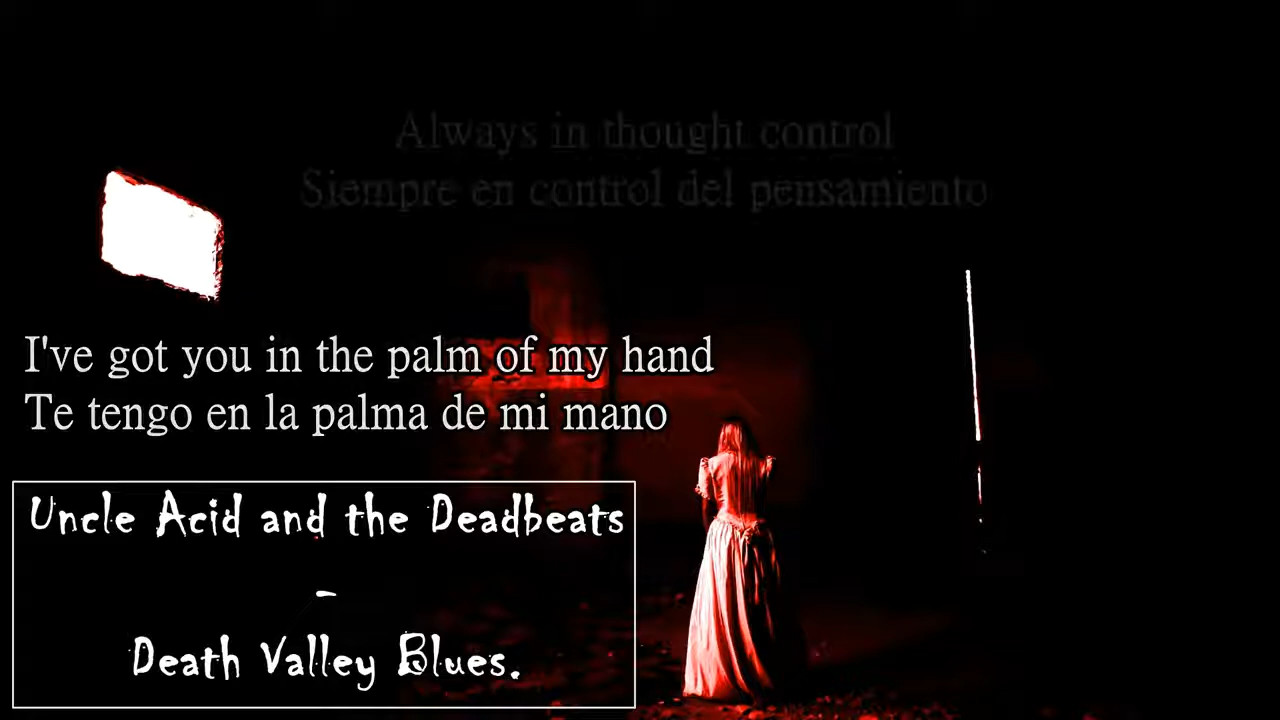 Always in thought control
Siempre en control del pensamiento
I've got you in the palm of my hand
Te tengo en la palma de mi mano
Uncle Acid and the Deadbeats
-
Death Valley Blues.